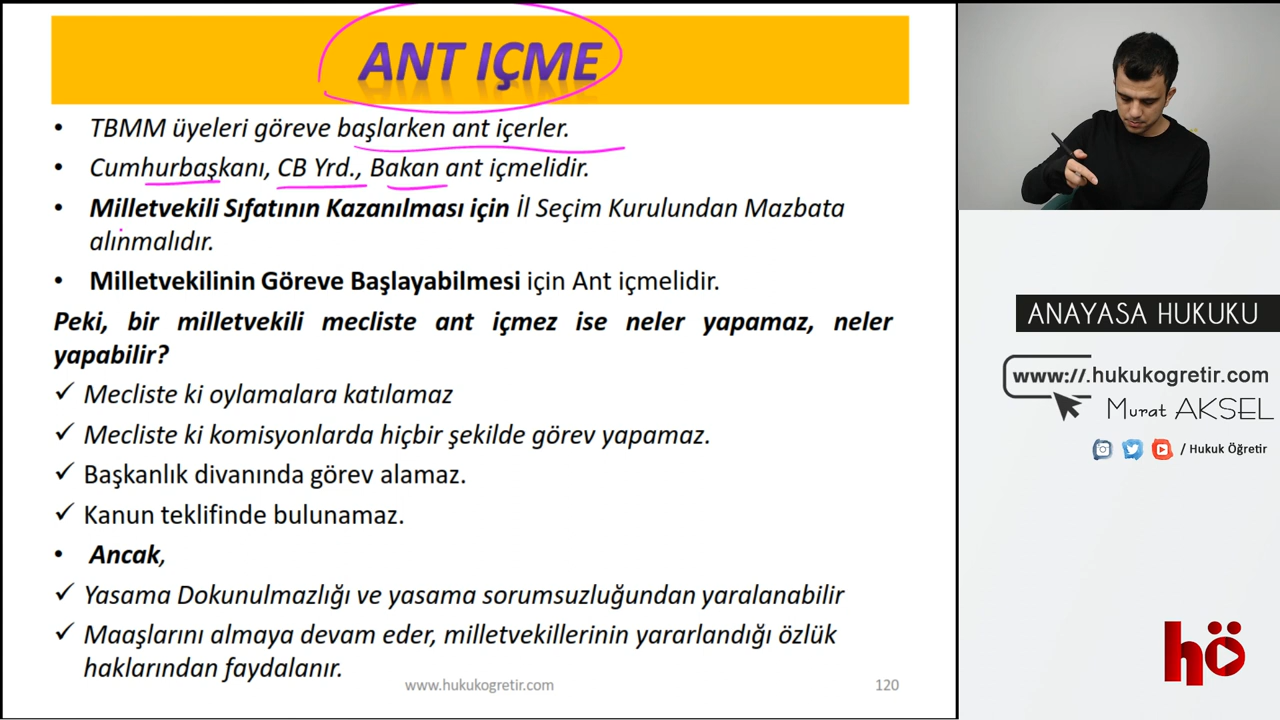 ANT IÇME
• TBMM üyeleri göreve başlarken ant içerler.
• Cumhurbaşkanı, CB Yrd., Bakan ant içmelidir.
• Milletvekili Sıfatının Kazanılması için İl Seçim Kurulundan Mazbata
alınmalıdır.
• Milletvekilinin Göreve Başlayabilmesi için Ant içmelidir.
Peki, bir milletvekili mecliste ant içmez ise neler yapamaz, neler
yapabilir?
✓ Mecliste ki oylamalara katılamaz
✓ Mecliste ki komisyonlarda hiçbir şekilde görev yapamaz.
✓ Başkanlık divanında görev alamaz.
✓ Kanun teklifinde bulunamaz.
• Ancak,
✓ Yasama Dokunulmazlığı ve yasama sorumsuzluğundan yaralanabilir
✓ Maaşlarını almaya devam eder, milletvekillerinin yararlandığı özlük
haklarından faydalanır.
www.hukukogretir.com
120
ANAYASA HUKUKU
www://.hukukogretir.com
Murat AKSEL
/ Hukuk Öğretir
hö